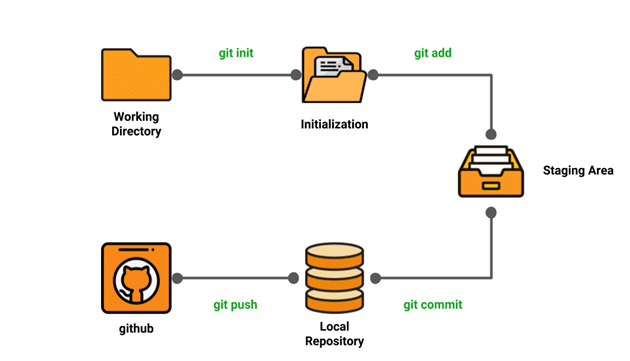 git init
git add
Working
Directory
Initialization
Staging Area
git push
git commit
github
Local
Repository